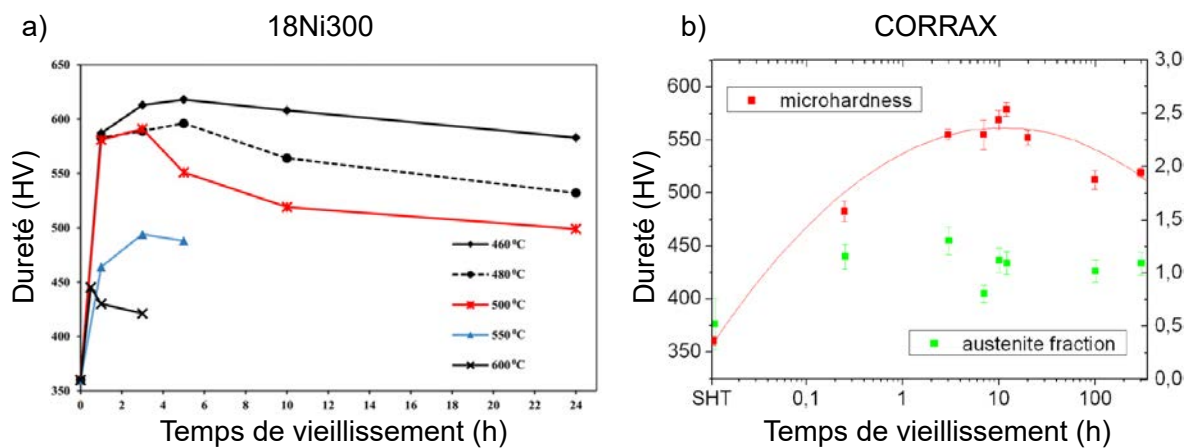 a)
18Ni300
650
600
550
500
450
400
350
Dureté (HV)
460 °C
480 °C
500 °C
550 °C
600 °C
0 2 4 6 8 10 12 14 16 18 20 22 24
Temps de vieillissement (h)
b)
CORRAX
600
550
500
450
400
350
Dureté (HV)
microhardness
austenite fraction
3,00
2,5
2,0
1,5
1,0
0,5
0,00
SHT 0,1 1 10 100
Temps de vieillissement (h)